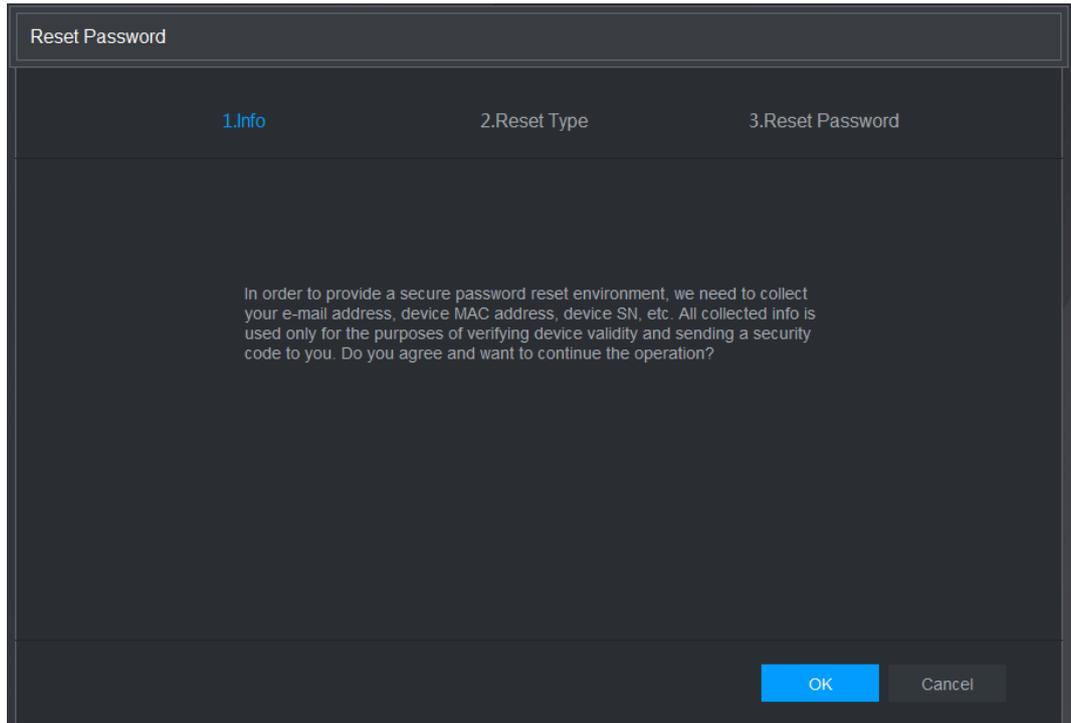 Reset Password
1.Info
2.Reset Type
3.Reset Password
In order to provide a secure password reset environment, we need to collect
your e-mail address, device MAC address, device SN, etc. All collected info is
used only for the purposes of verifying device validity and sending a security
code to you. Do you agree and want to continue the operation?
OK
Cancel